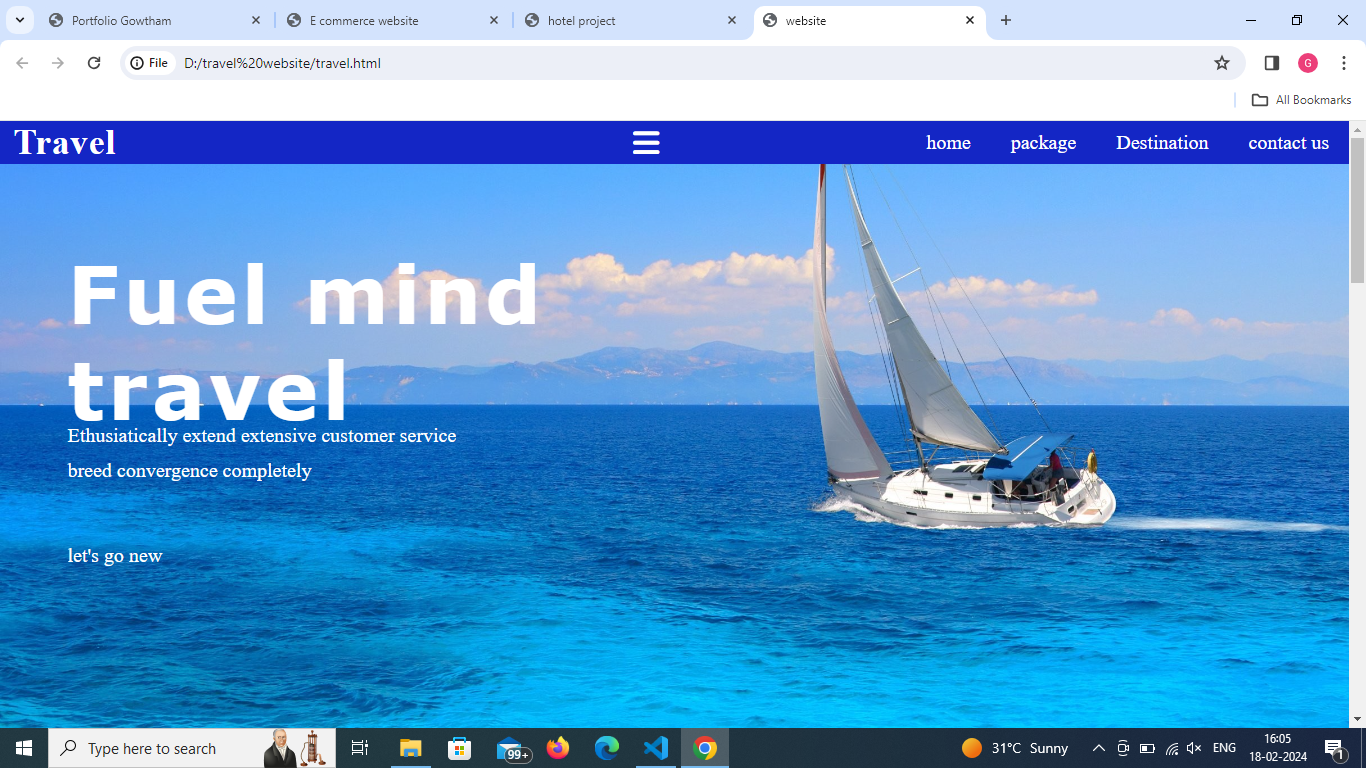 Portfolio Gowtham
E commerce website
hotel project
website
File
D:/travel%20website/travel.html
G
All Bookmarks
Travel
home
package
Destination
contact us
Fuel mind
travel
Ethusiatically extend extensive customer service
breed convergence completely
let's go new
Type here to search
99+
31°C Sunny
ENG
16:05
18-02-2024
1